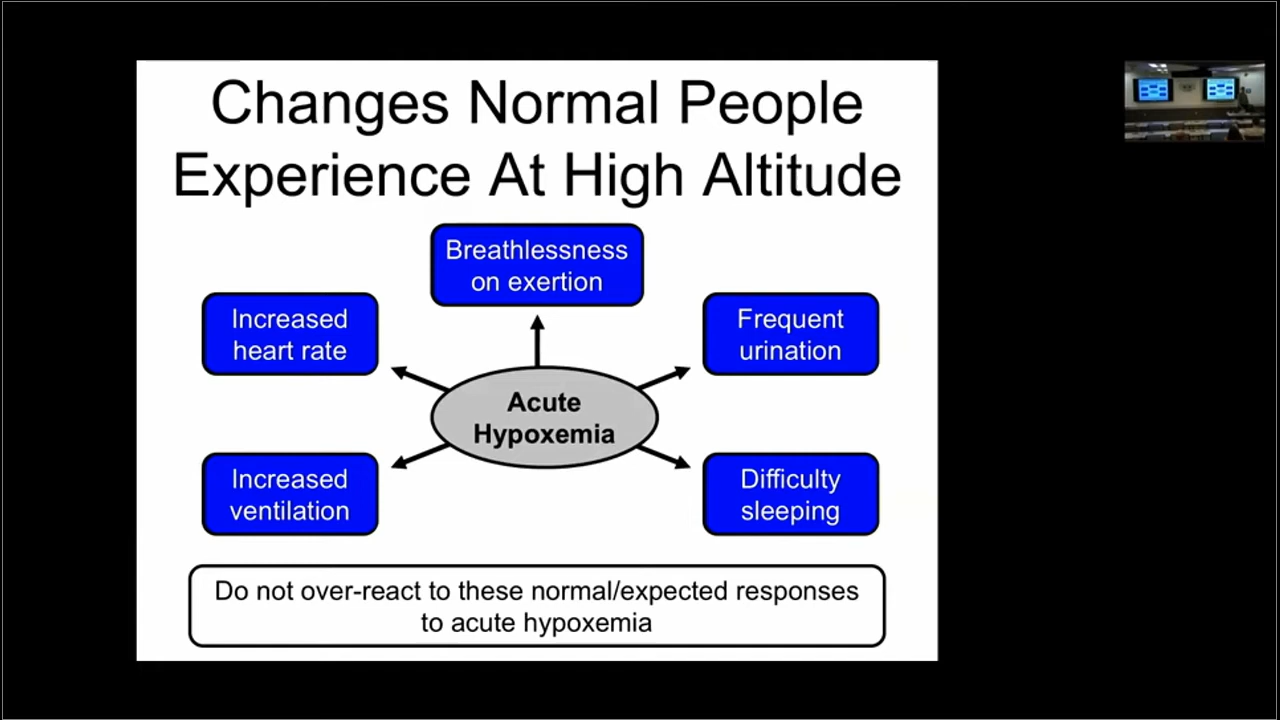 Changes Normal People
Experience At High Altitude
Breathlessness
on exertion
Increased
heart rate
Frequent
urination
Acute
Hypoxemia
Increased
ventilation
Difficulty
sleeping
Do not over-react to these normal/expected responses
to acute hypoxemia